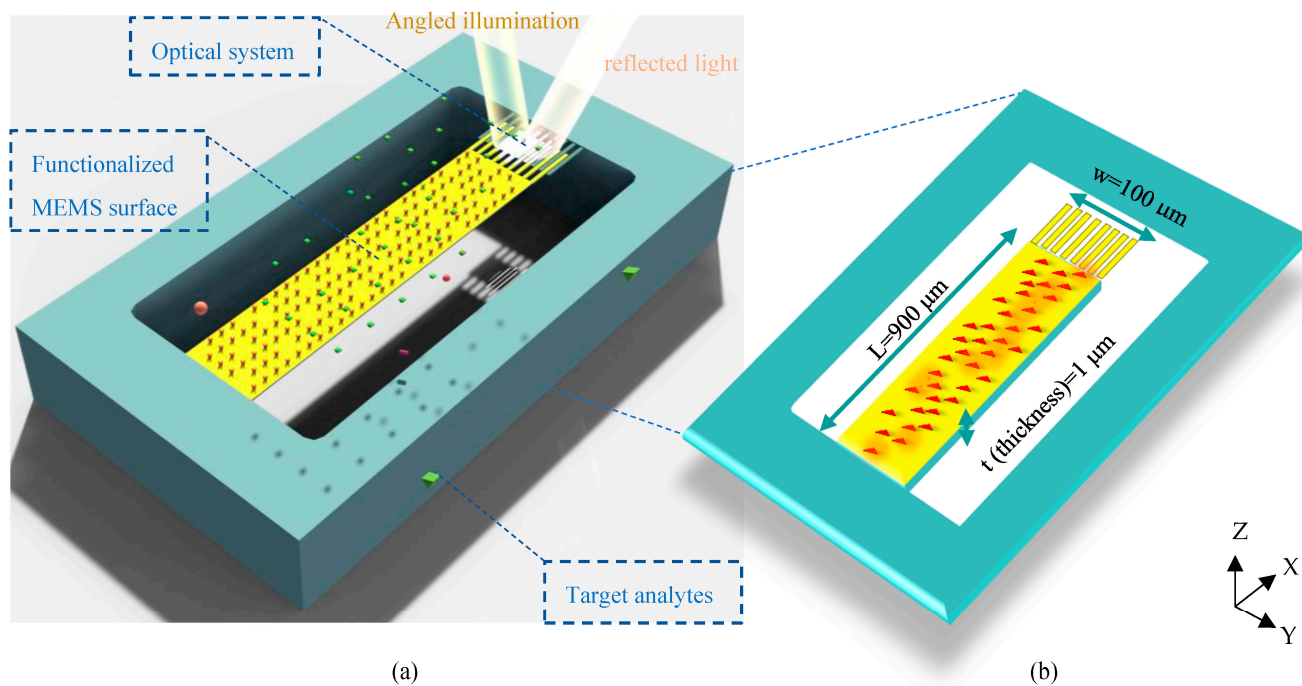 Angled illumination
Optical system
reflected light
Functionalized
MEMS surface
Target analytes
(a)
w=100 μm
L=900 μm
t (thickness)=1 μm
Z
X
Y
(b)